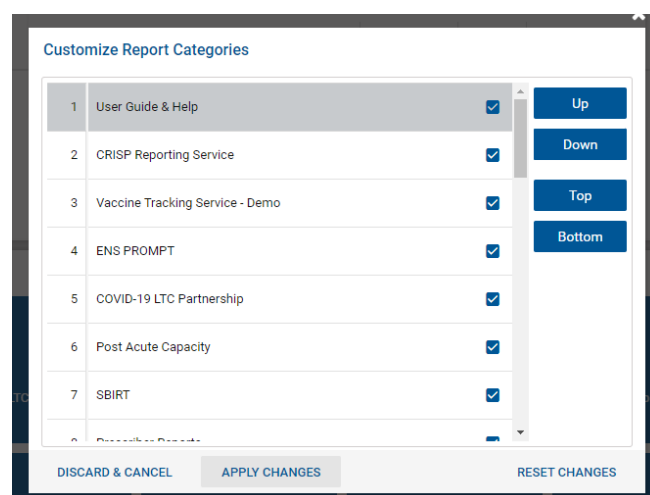 Customize Report Categories
1 User Guide & Help
2 CRISP Reporting Service
3 Vaccine Tracking Service - Demo
4 ENS PROMPT
5 COVID-19 LTC Partnership
6 Post Acute Capacity
7 SBIRT
Up
Down
Top
Bottom
DISCARD & CANCEL APPLY CHANGES RESET CHANGES